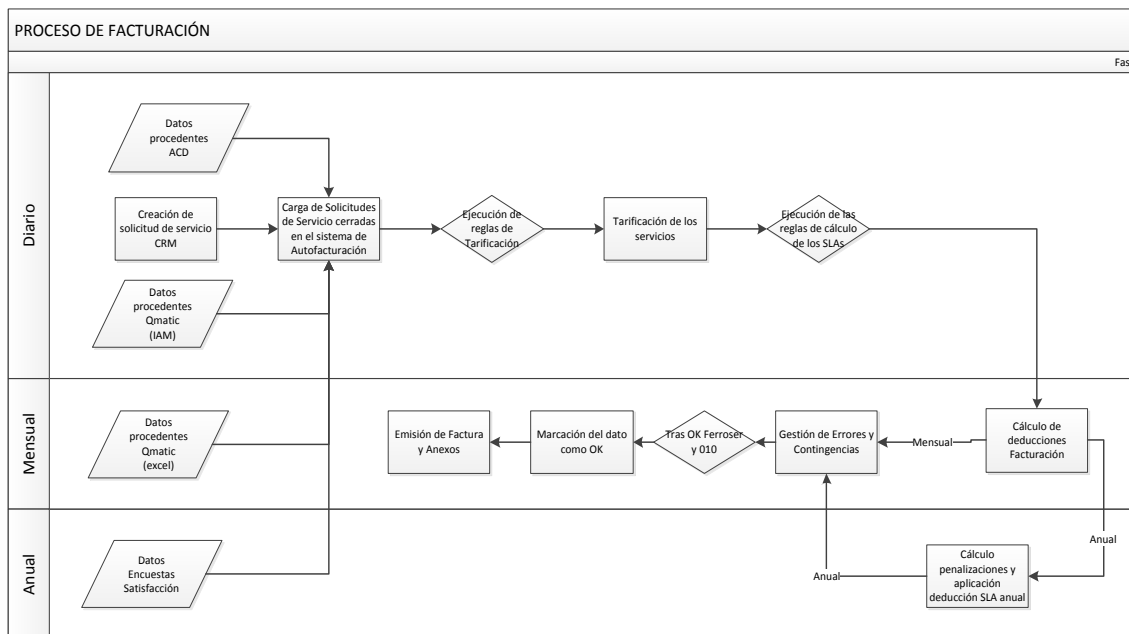 PROCESO DE FACTURACIÓN
Fas
Diario
Datos
procedentes
ACD
Creación de
solicitud de servicio
CRM
Carga de Solicitudes
de Servicio cerradas
en el sistema de
Autofacturación
Ejecución de
reglas de
Tarificación
Tarificación de los
servicios
Ejecución de las
reglas de cálculo
de los SLAs
Datos
procedentes
Qmatic
(IAM)
Mensual
Datos
procedentes
Qmatic
(excel)
Emisión de Factura
y Anexos
Marcación del dato
como OK
Tras OK Ferroser
y 010
Gestión de Errores y
Contingencias
Mensual
Cálculo de
deducciones
Facturación
Anual
Datos
Encuestas
Satisfacción
Anual
Cálculo
penalizaciones y
aplicación
deducción SLA anual
Anual